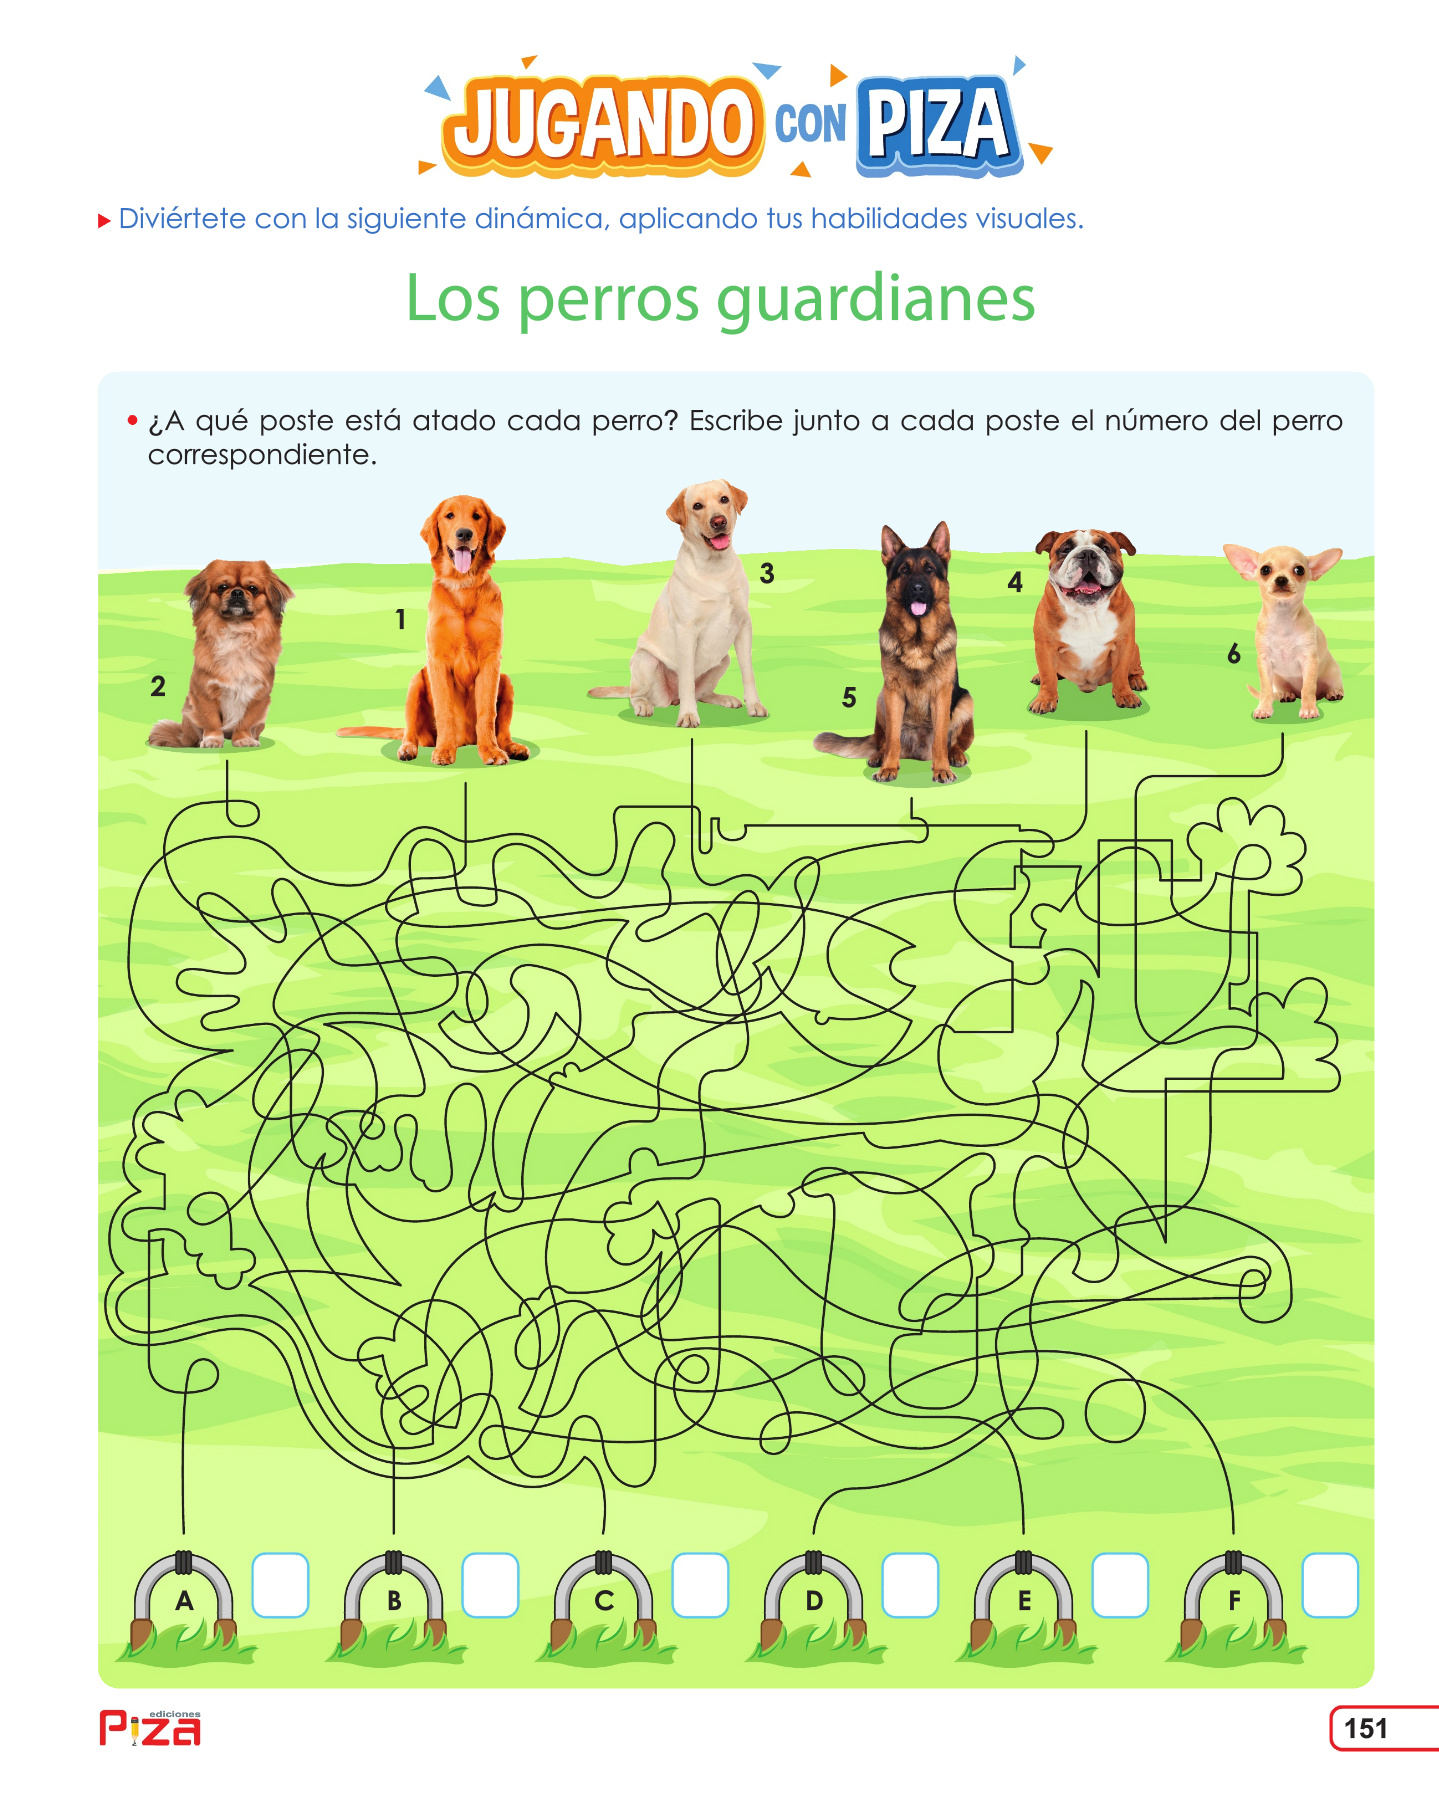 JUGANDO CON PIZA
Diviértete con la siguiente dinámica, aplicando tus habilidades visuales.
Los perros guardianes
• ¿A qué poste está atado cada perro? Escribe junto a cada poste el número del perro
correspondiente.
2
1
3
5
4
6
A
B
C
D
E
F
ediciones
Piza
151